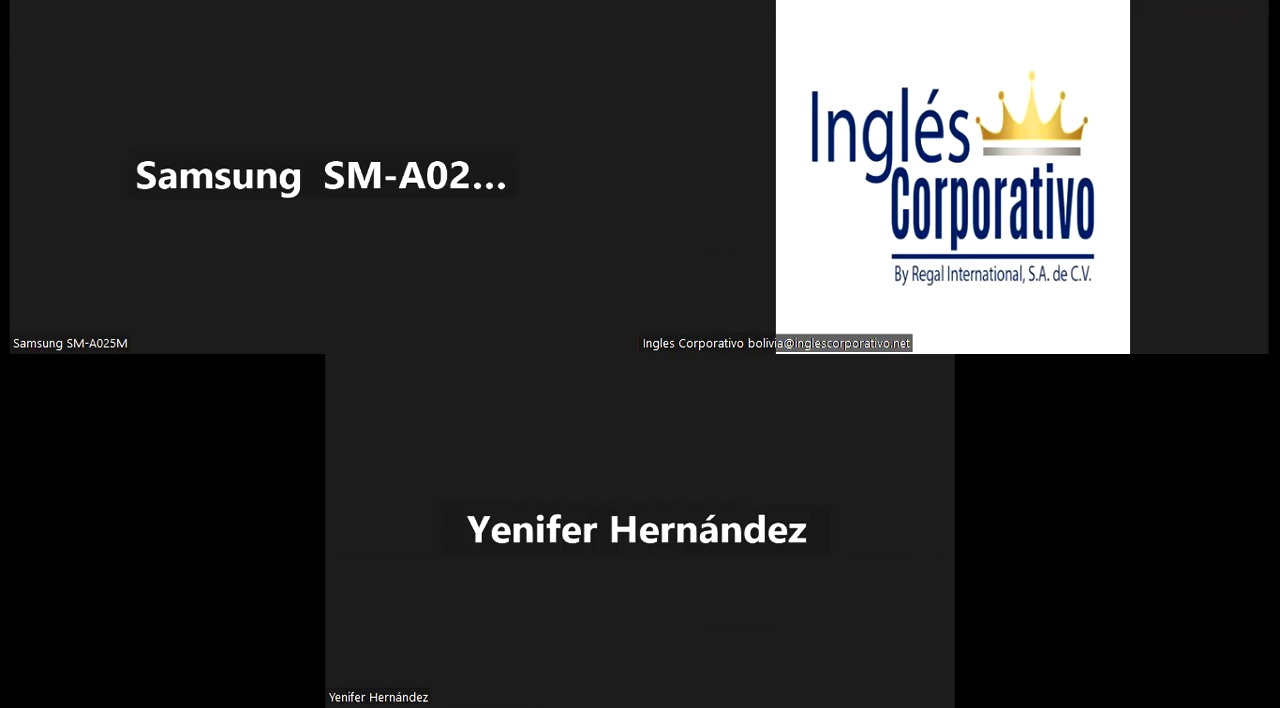 Samsung SM-A02...
Samsung SM-A025M
Inglés
Corporativo
By Regal International, S.A. de C.V.
Ingles Corporativo bolivia@inglescorporativo.net
Yenifer Hernández
Yenifer Hernández